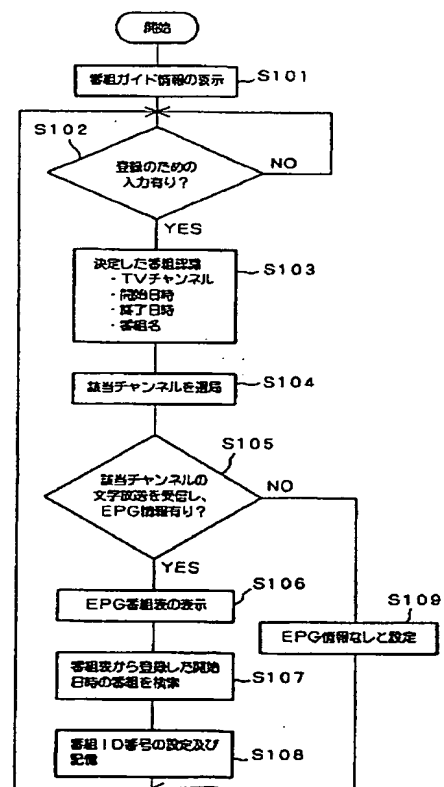 開始
番組ガイド情報の表示
S101
S102
登録のための
入力有り?
NO
YES
決定した番組認識
・TVチャンネル
・開始日時
・終了日時
・番組名
S103
該当チャンネルを選局
S104
S105
該当チャンネルの
文字放送を受信し、
EPG情報有り?
NO
YES
EPG番組表の表示
S106
S109
EPG情報なしと設定
番組表から登録した開始
日時の番組を検索
S107
番組ID番号の設定及び
記憶
S108